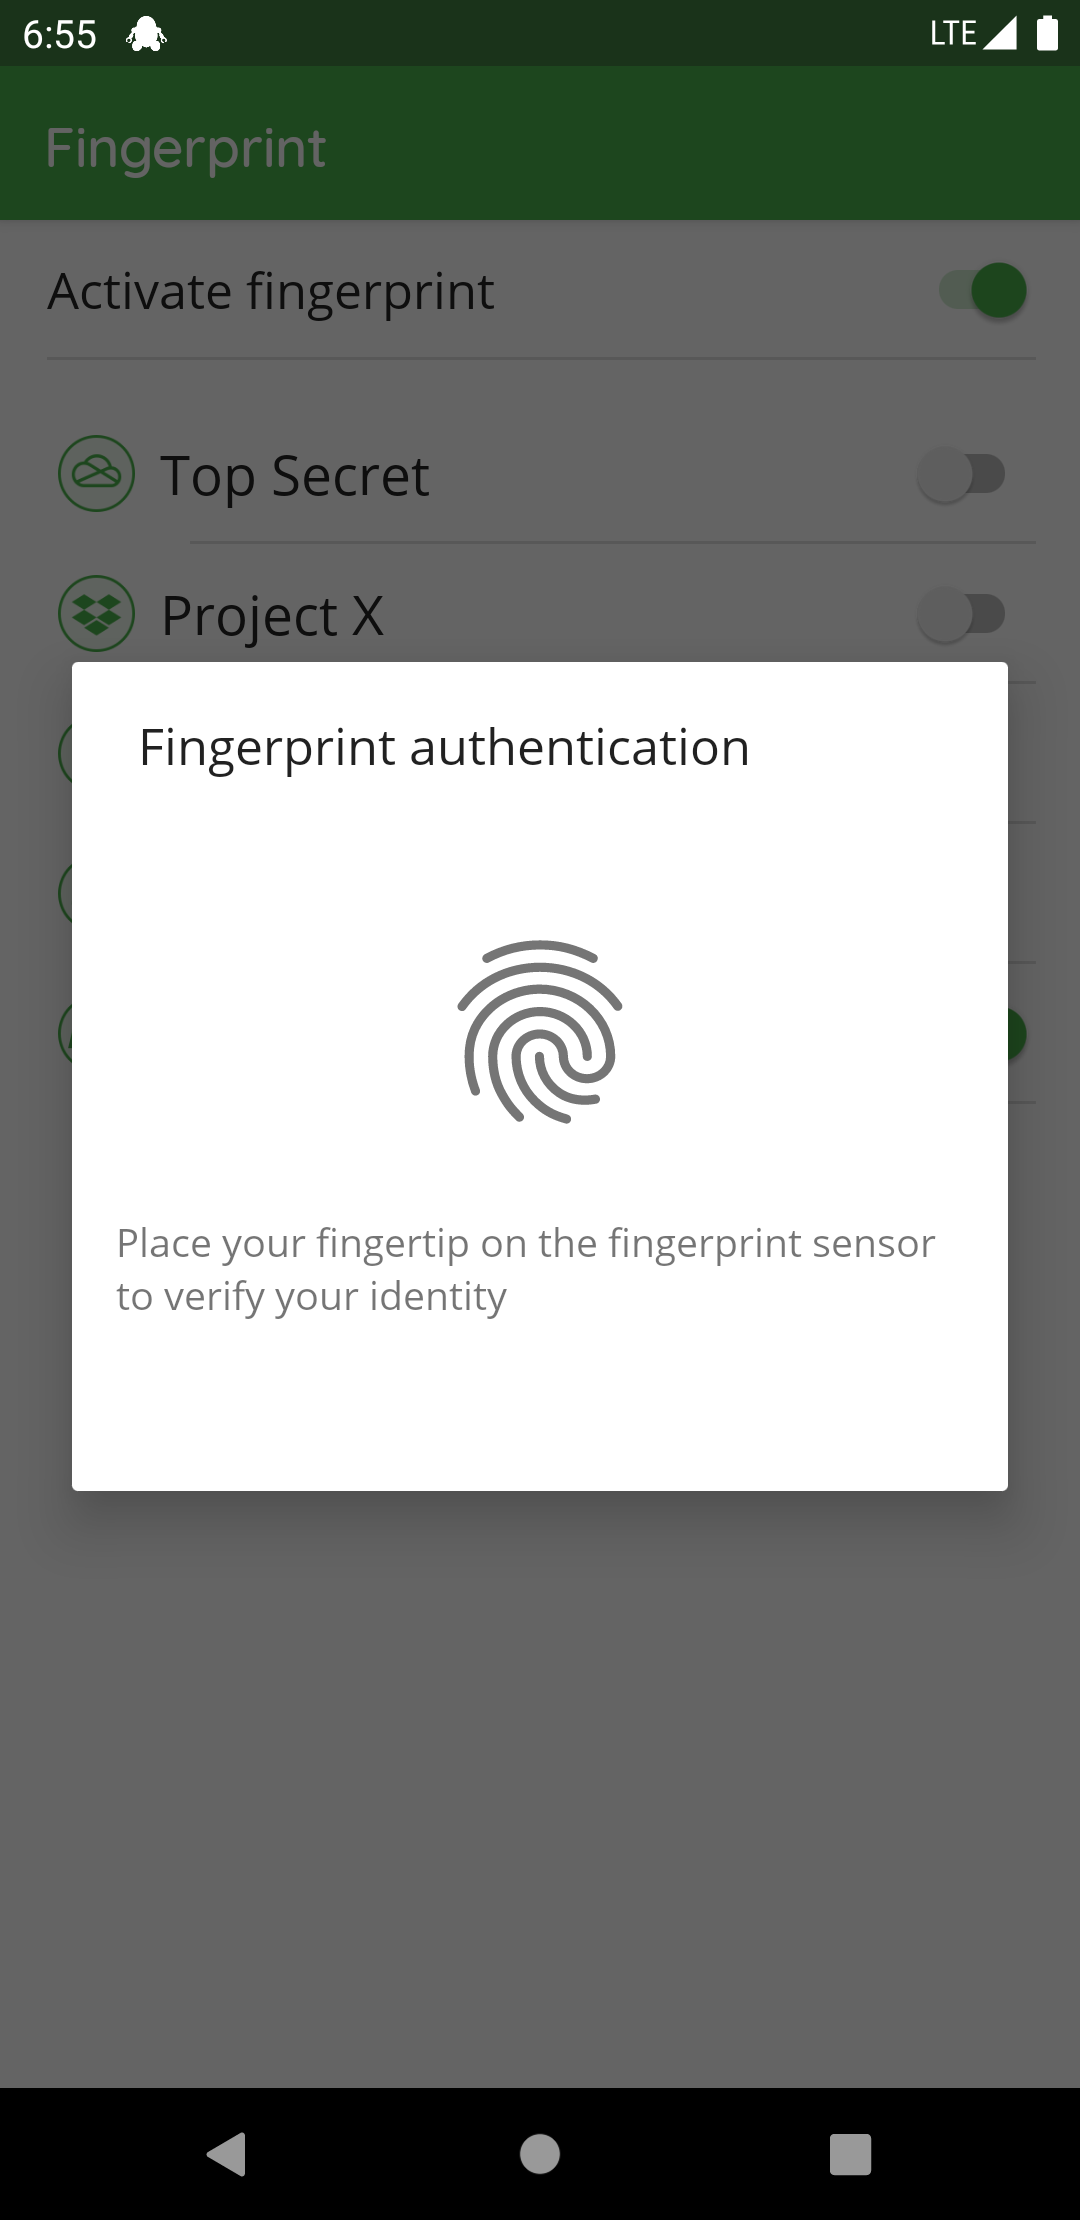 6:55
LTE
Fingerprint
Activate fingerprint
Top Secret
Project X
Fingerprint authentication
Place your fingertip on the fingerprint sensor
to verify your identity